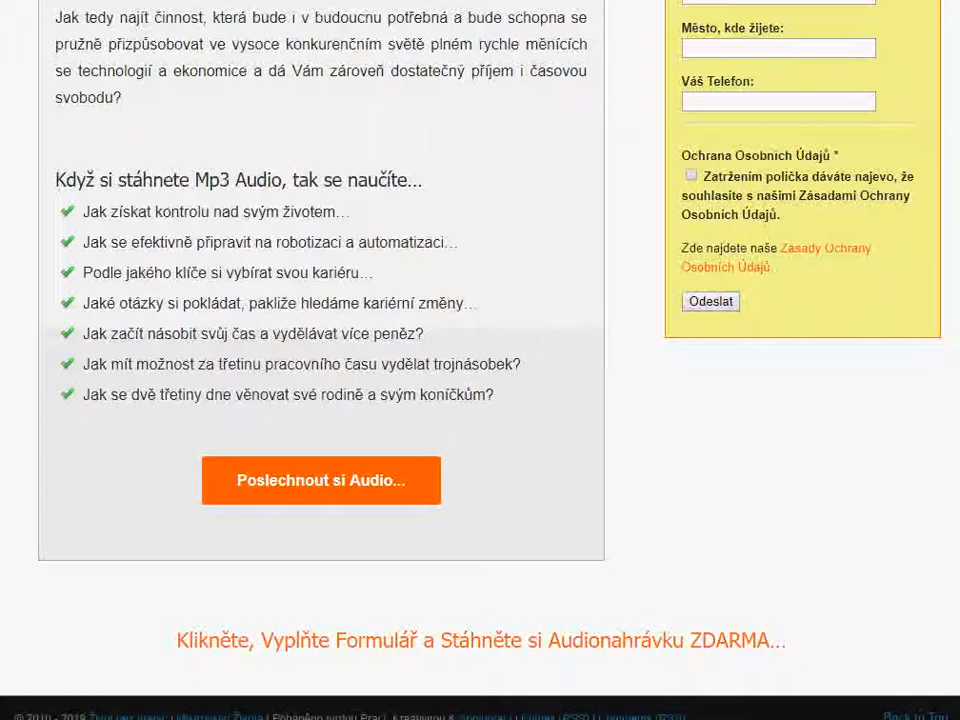 Jak tedy najít činnost, která bude i v budoucnu potřebná a bude schopna se
pružně přizpůsobovat ve vysoce konkurenčním světě plném rychle měnících
se technologií a ekonomice a dá Vám zároveň dostatečný příjem i časovou
svobodu?
Když si stáhnete Mp3 Audio, tak se naučíte...
Jak získat kontrolu nad svým životem…
Jak se efektivně připravit na robotizaci a automatizaci…
Podle jakého klíče si vybírat svou kariéru…
Jaké otázky si pokládat, pakliže hledáme kariérní změny…
Jak začít násobit svůj čas a vydělávat více peněz?
Jak mít možnost za třetinu pracovního času vydělat trojnásobek?
Jak se dvě třetiny dne věnovat své rodině a svým koníčkům?
Poslechnout si Audio...
Město, kde žijete:
Váš Telefon:
Ochrana Osobních Údajů *
Zatržením políčka dáváte najevo, že
souhlasíte s našimi Zásadami Ochrany
Osobních Údajů.
Zde najdete naše Zásady Ochrany
Osobních Údajů
Odeslat
Klikněte, Vyplňte Formulář a Stáhněte si Audionahrávku ZDARMA...
Back to Top